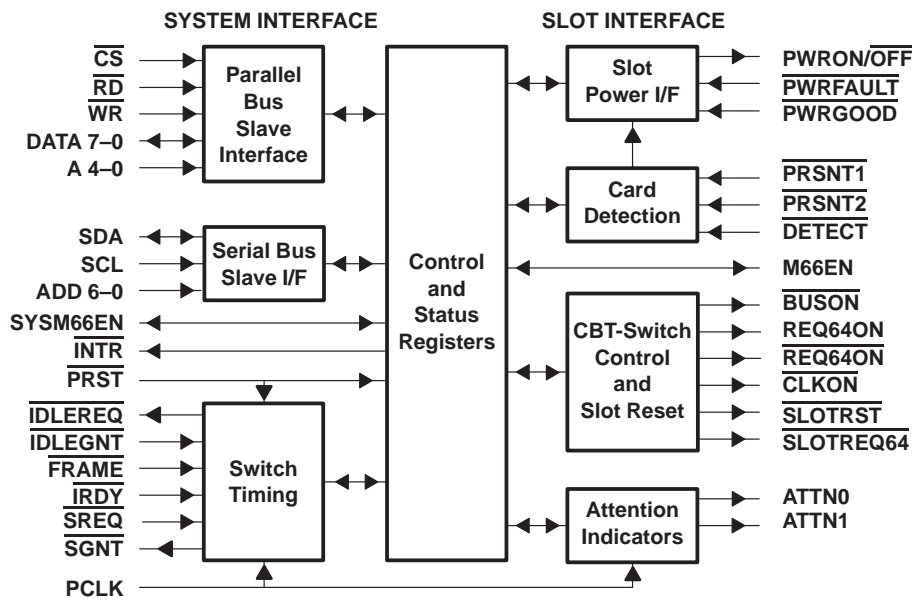 SYSTEM INTERFACE
SLOT INTERFACE
CS
RD
WR
DATA 7–0
A 4–0
Parallel
Bus
Slave
Interface
SDA
SCL
ADD 6–0
Serial Bus
Slave I/F
SYSM66EN
INTR
PRST
IDLEREQ
IDLEGNT
FRAME
IRDY
SREQ
SGNT
PCLK
Switch
Timing
Control
and
Status
Registers
Slot
Power I/F
PWRON/OFF
PWRFAULT
PWRGOOD
Card
Detection
PRSNT1
PRSNT2
DETECT
M66EN
CBT-Switch
Control
and
Slot Reset
BUSON
REQ64ON
REQ64ON
CLKON
SLOTRST
SLOTREQ64
Attention
Indicators
ATTN0
ATTN1